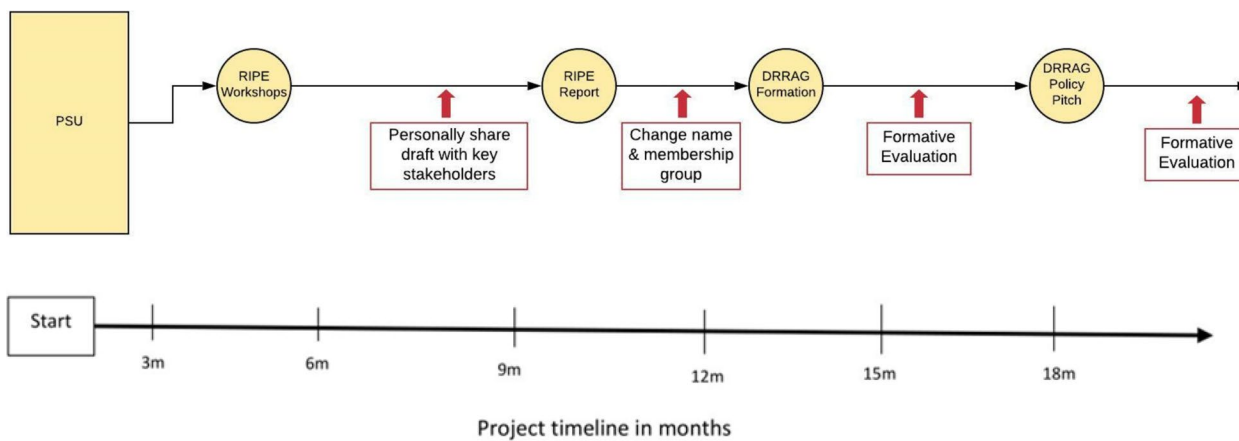 PSU
RIPE
Workshops
RIPE
Report
DRRAG
Formation
DRRAG
Policy
Pitch
Personally share
draft with key
stakeholders
Change name
& membership
group
Formative
Evaluation
Formative
Evaluation
Start
3m
6m
9m
12m
15m
18m
Project timeline in months